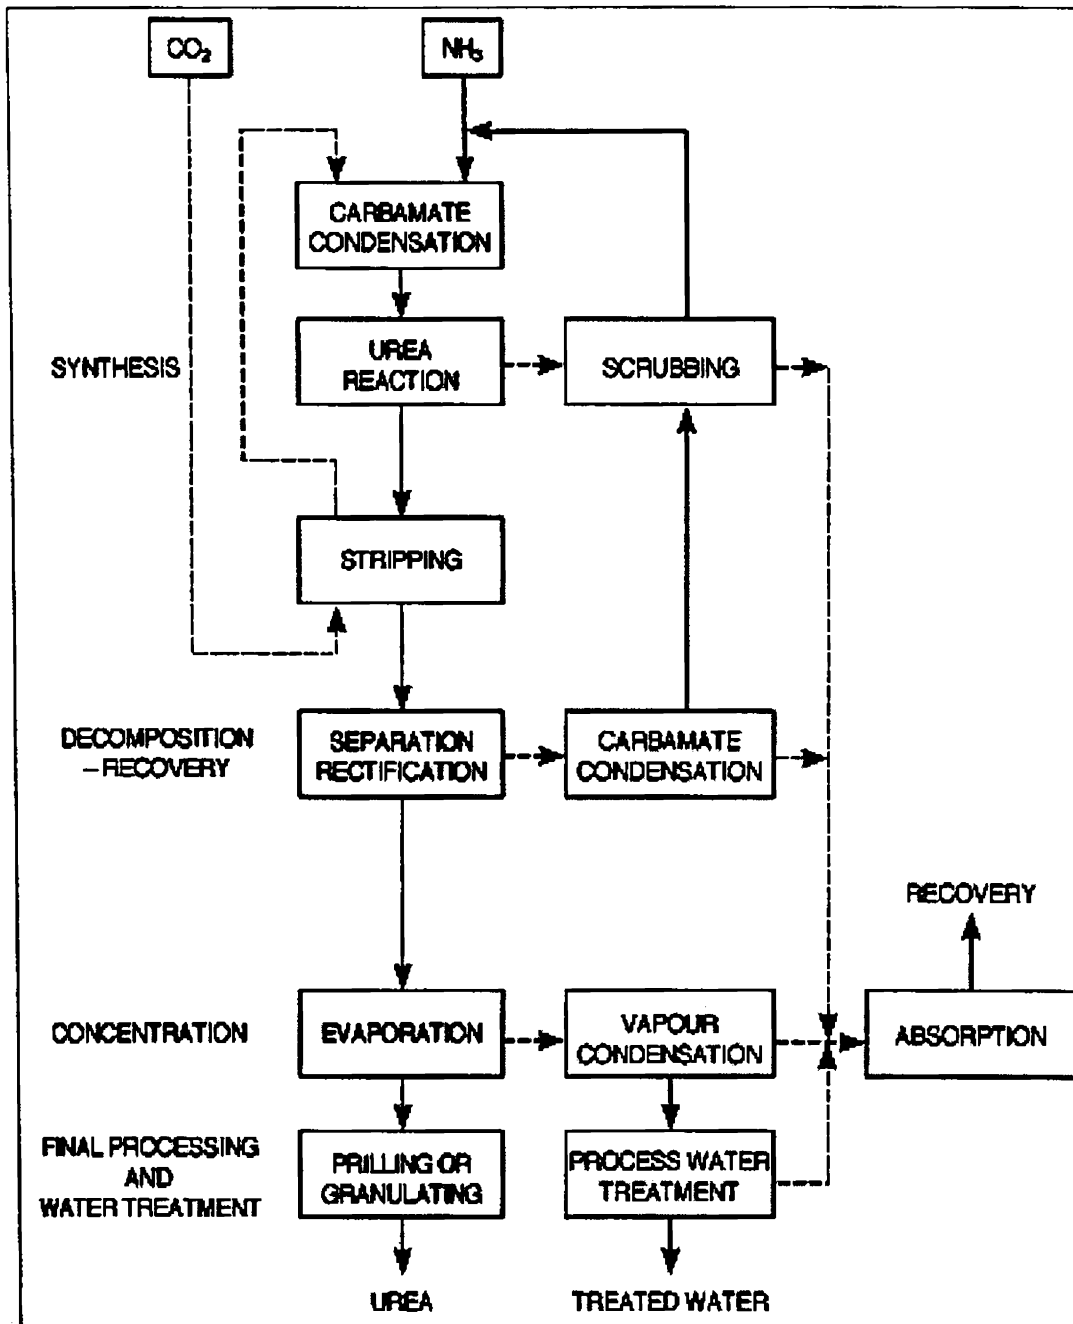 CO₂
NH₃
CARBAMATE
CONDENSATION
SYNTHESIS
UREA
REACTION
SCRUBBING
STRIPPING
DECOMPOSITION
–RECOVERY
SEPARATION
RECTIFICATION
CARBAMATE
CONDENSATION
RECOVERY
CONCENTRATION
EVAPORATION
VAPOUR
CONDENSATION
ABSORPTION
FINAL PROCESSING
AND
WATER TREATMENT
PRILLING OR
GRANULATING
PROCESS WATER
TREATMENT
UREA
TREATED WATER